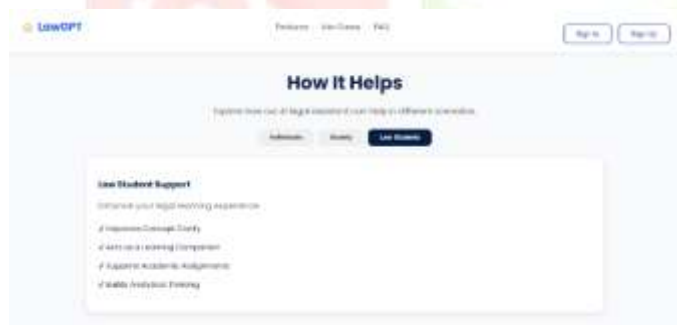 LawGPT
Features Use Cases FAQ
Sign In Sign Up
How It Helps
Explore how our AI legal assistant can help in different scenarios.
Individuals Society Law Students
Law Student Support
Enhance your legal learning experience
✓ Improves Concept Clarity
✓ Acts as a Learning Companion
✓ Supports Academic Assignments
✓ Builds Analytical Thinking